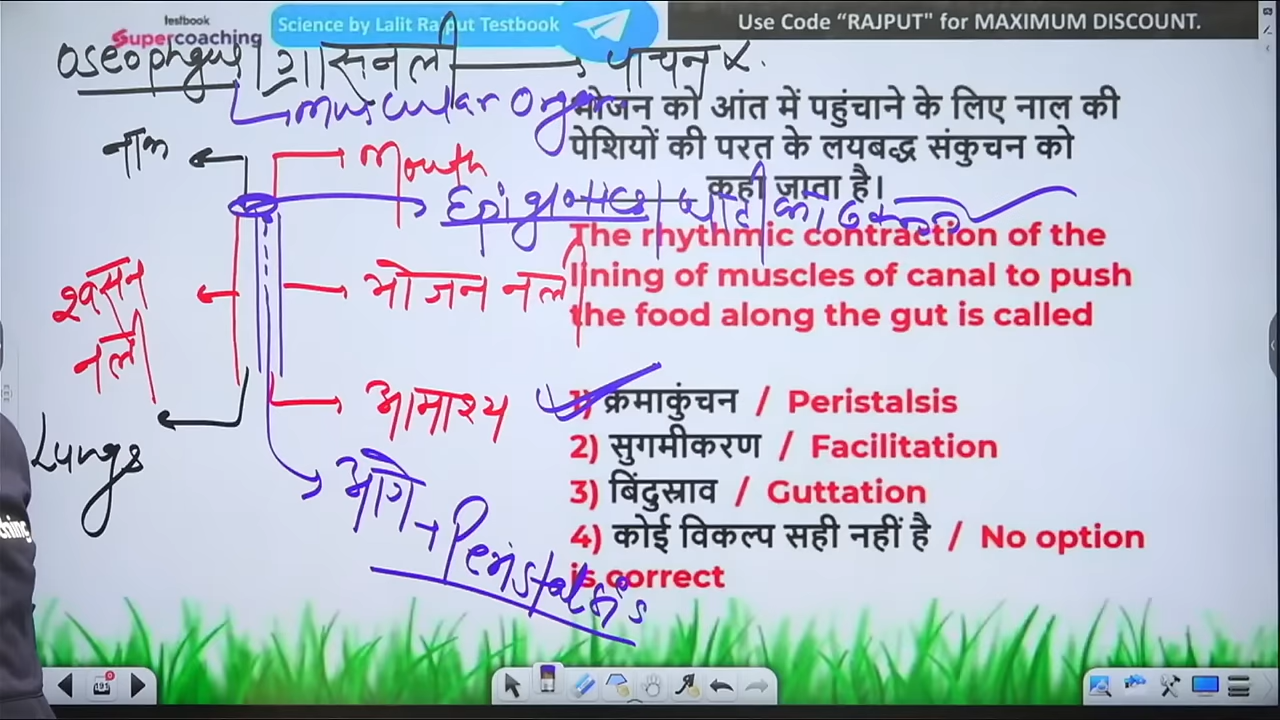 testbook
Supercoaching
Science by Lalit Rajput Testbook
Use Code “RAJPUT" for MAXIMUM DISCOUNT.
Oseophgus | ग्रासनली → पाचन x.
Muscular Organ
भोजन को आंत में पहुंचाने के लिए नाल की
पेशियों की परत के लयबद्ध संकुचन को
कहा जाता है।
The rhythmic contraction of the
lining of muscles of canal to push
the food along the gut is called
नाक
Mouth
Epiglottis |
श्वसन
नली
भोजन नली
आमाश्य
Lungs
आगे → Peristalsis
1) क्रमाकुंचन / Peristalsis
2) सुगमीकरण / Facilitation
3) बिंदुस्राव / Guttation
4) कोई विकल्प सही नहीं है / No option
is correct
ching
191